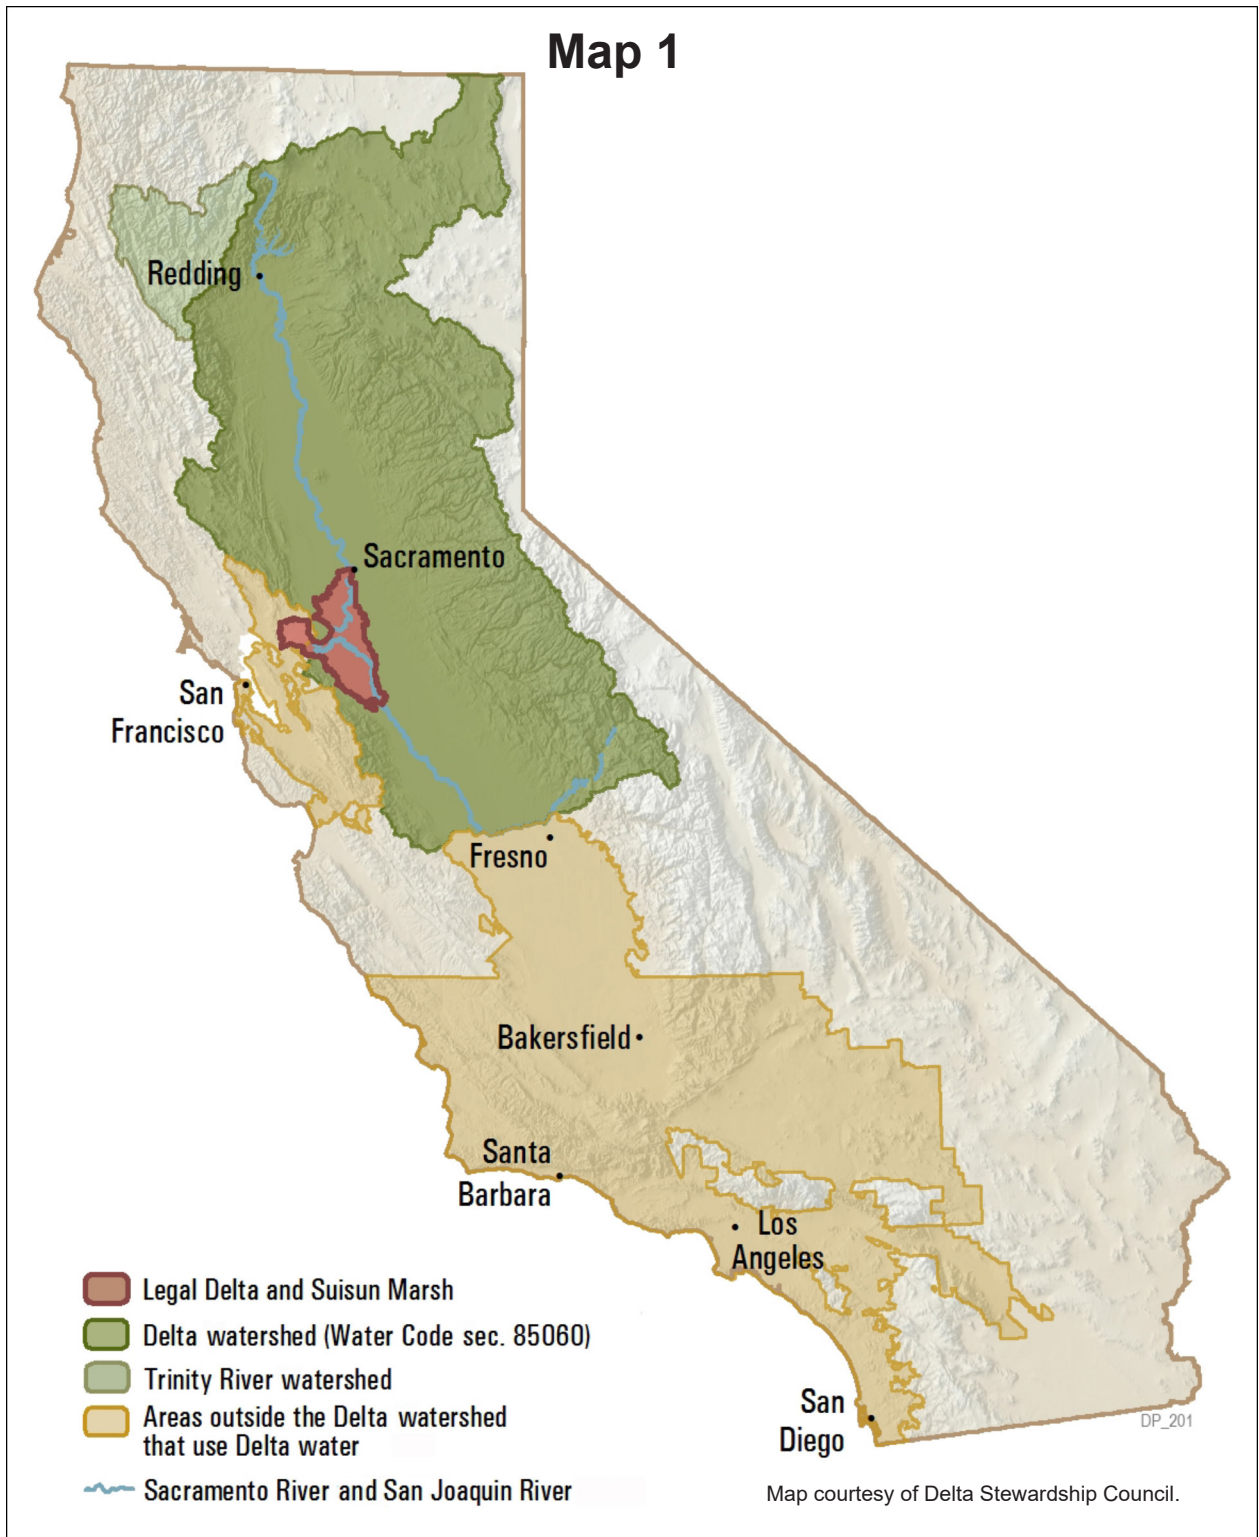 Map 1
Redding
Sacramento
San
Francisco
Fresno
Bakersfield
Santa
Barbara
Los
Angeles
San
Diego
DP_201
Legal Delta and Suisun Marsh
Delta watershed (Water Code sec. 85060)
Trinity River watershed
Areas outside the Delta watershed
that use Delta water
Sacramento River and San Joaquin River
Map courtesy of Delta Stewardship Council.